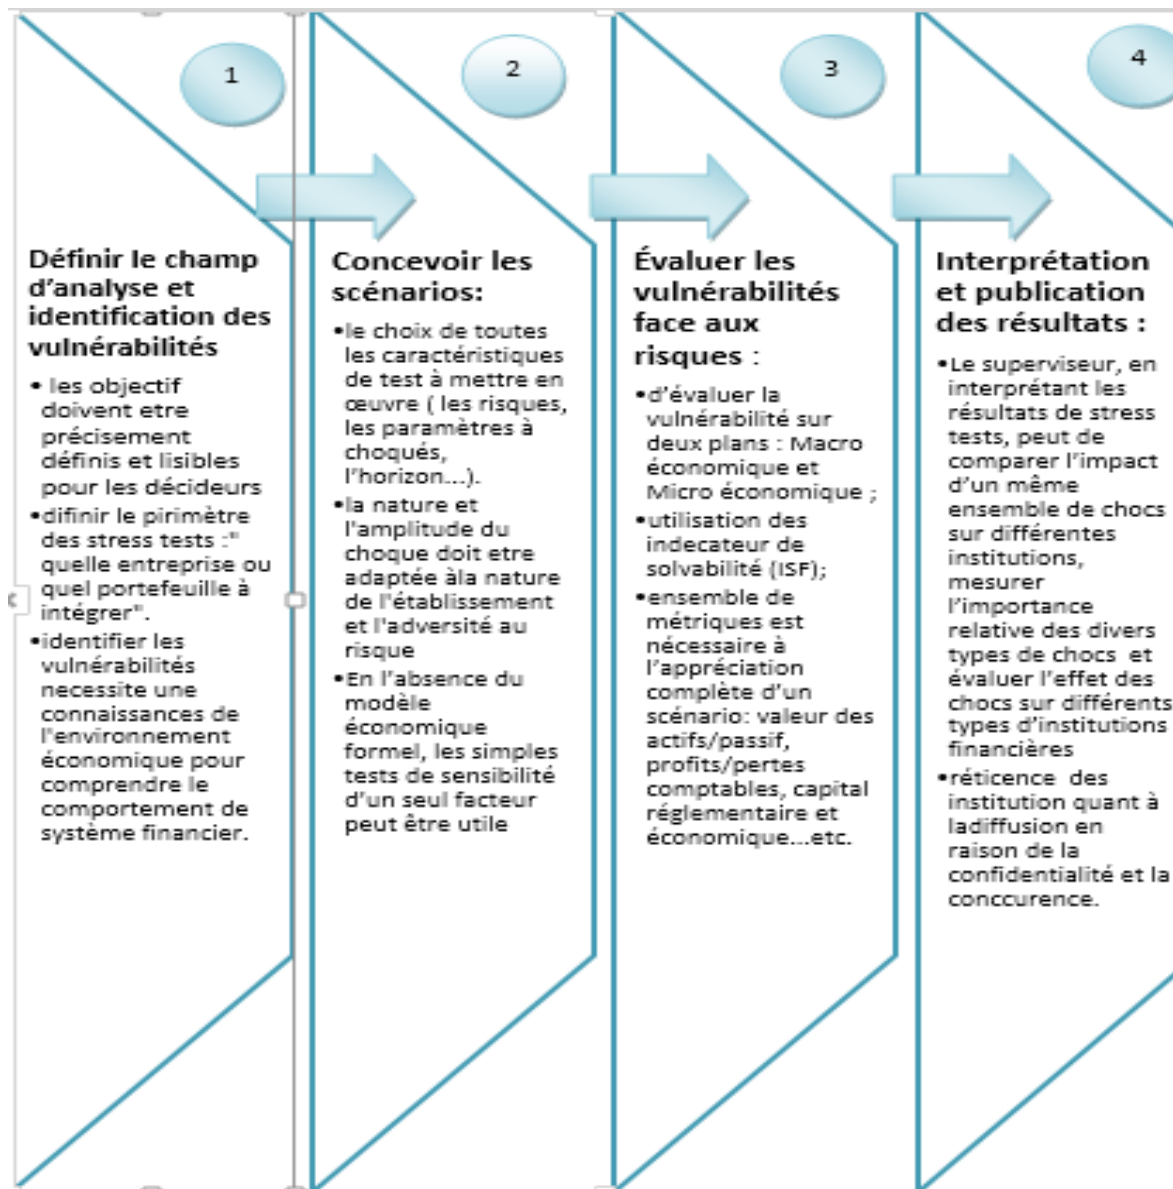 1
Définir le champ
d'analyse et
identification des
vulnérabilités
• les objectif
doivent etre
précisement
définis et lisibles
pour les décideurs
•difinir le pirimètre
des stress tests :"
quelle entreprise ou
quel portefeuille à
intégrer".
•identifier les
vulnérabilités
necessite une
connaissances de
l'environnement
économique pour
comprendre le
comportement de
système financier.
2
Concevoir les
scénarios:
•le choix de toutes
les caractéristiques
de test à mettre en
œuvre ( les risques,
les paramètres à
choqués,
l'horizon...).
•la nature et
l'amplitude du
choque doit etre
adaptée àla nature
de l'établissement
et l'adversité au
risque
•En l'absence du
modèle
économique
formel, les simples
tests de sensibilité
d'un seul facteur
peut être utile
3
Évaluer les
vulnérabilités
face aux
risques :
•d'évaluer la
vulnérabilité sur
deux plans : Macro
économique et
Micro économique ;
•utilisation des
indecateur de
solvabilité (ISF);
•ensemble de
métriques est
nécessaire à
l'appréciation
complète d'un
scénario: valeur des
actifs/passif,
profits/pertes
comptables, capital
réglementaire et
économique...etc.
4
Interprétation
et publication
des résultats :
•Le superviseur, en
interprétant les
résultats de stress
tests, peut de
comparer l'impact
d'un même
ensemble de chocs
sur différentes
institutions,
mesurer
l'importance
relative des divers
types de chocs et
évaluer l'effet des
chocs sur différents
types d'institutions
financières
•réticence des
institution quant à
ladiffusion en
raison de la
confidentialité et la
conccurence.